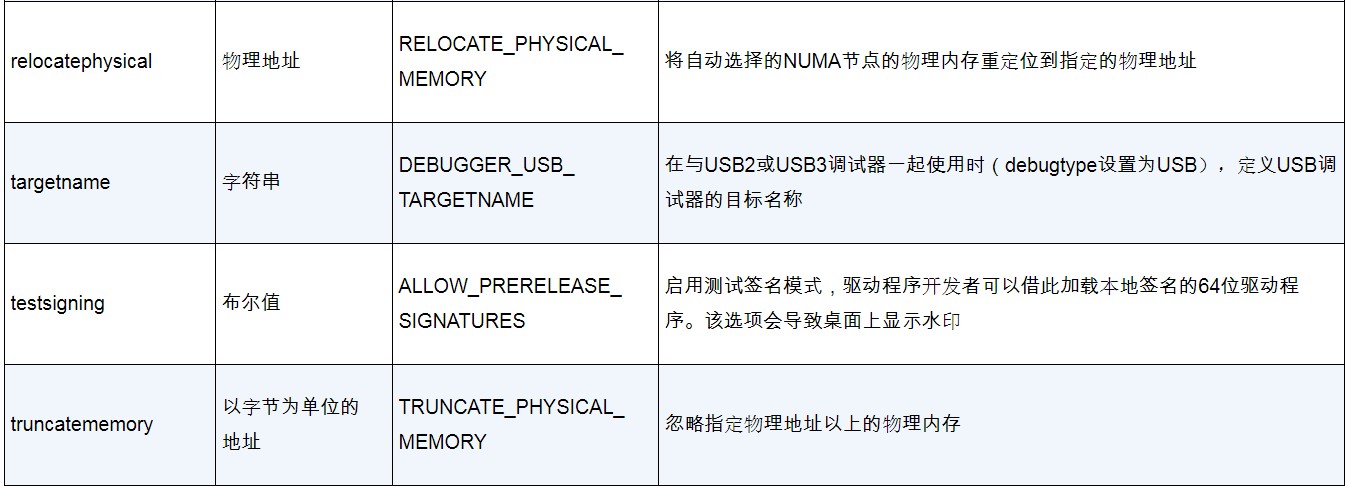 relocatephysical
物理地址
RELOCATE_PHYSICAL_
MEMORY
将自动选择的NUMA节点的物理内存重定位到指定的物理地址
targetname
字符串
DEBUGGER_USB_
TARGETNAME
在与USB2或USB3调试器一起使用时（debugtype设置为USB），定义USB调
试器的目标名称
testsigning
布尔值
ALLOW_PRERELEASE_
SIGNATURES
启用测试签名模式，驱动程序开发者可以借此加载本地签名的64位驱动程
序。该选项会导致桌面上显示水印
truncatememory
以字节为单位的
地址
TRUNCATE_PHYSICAL_
MEMORY
忽略指定物理地址以上的物理内存